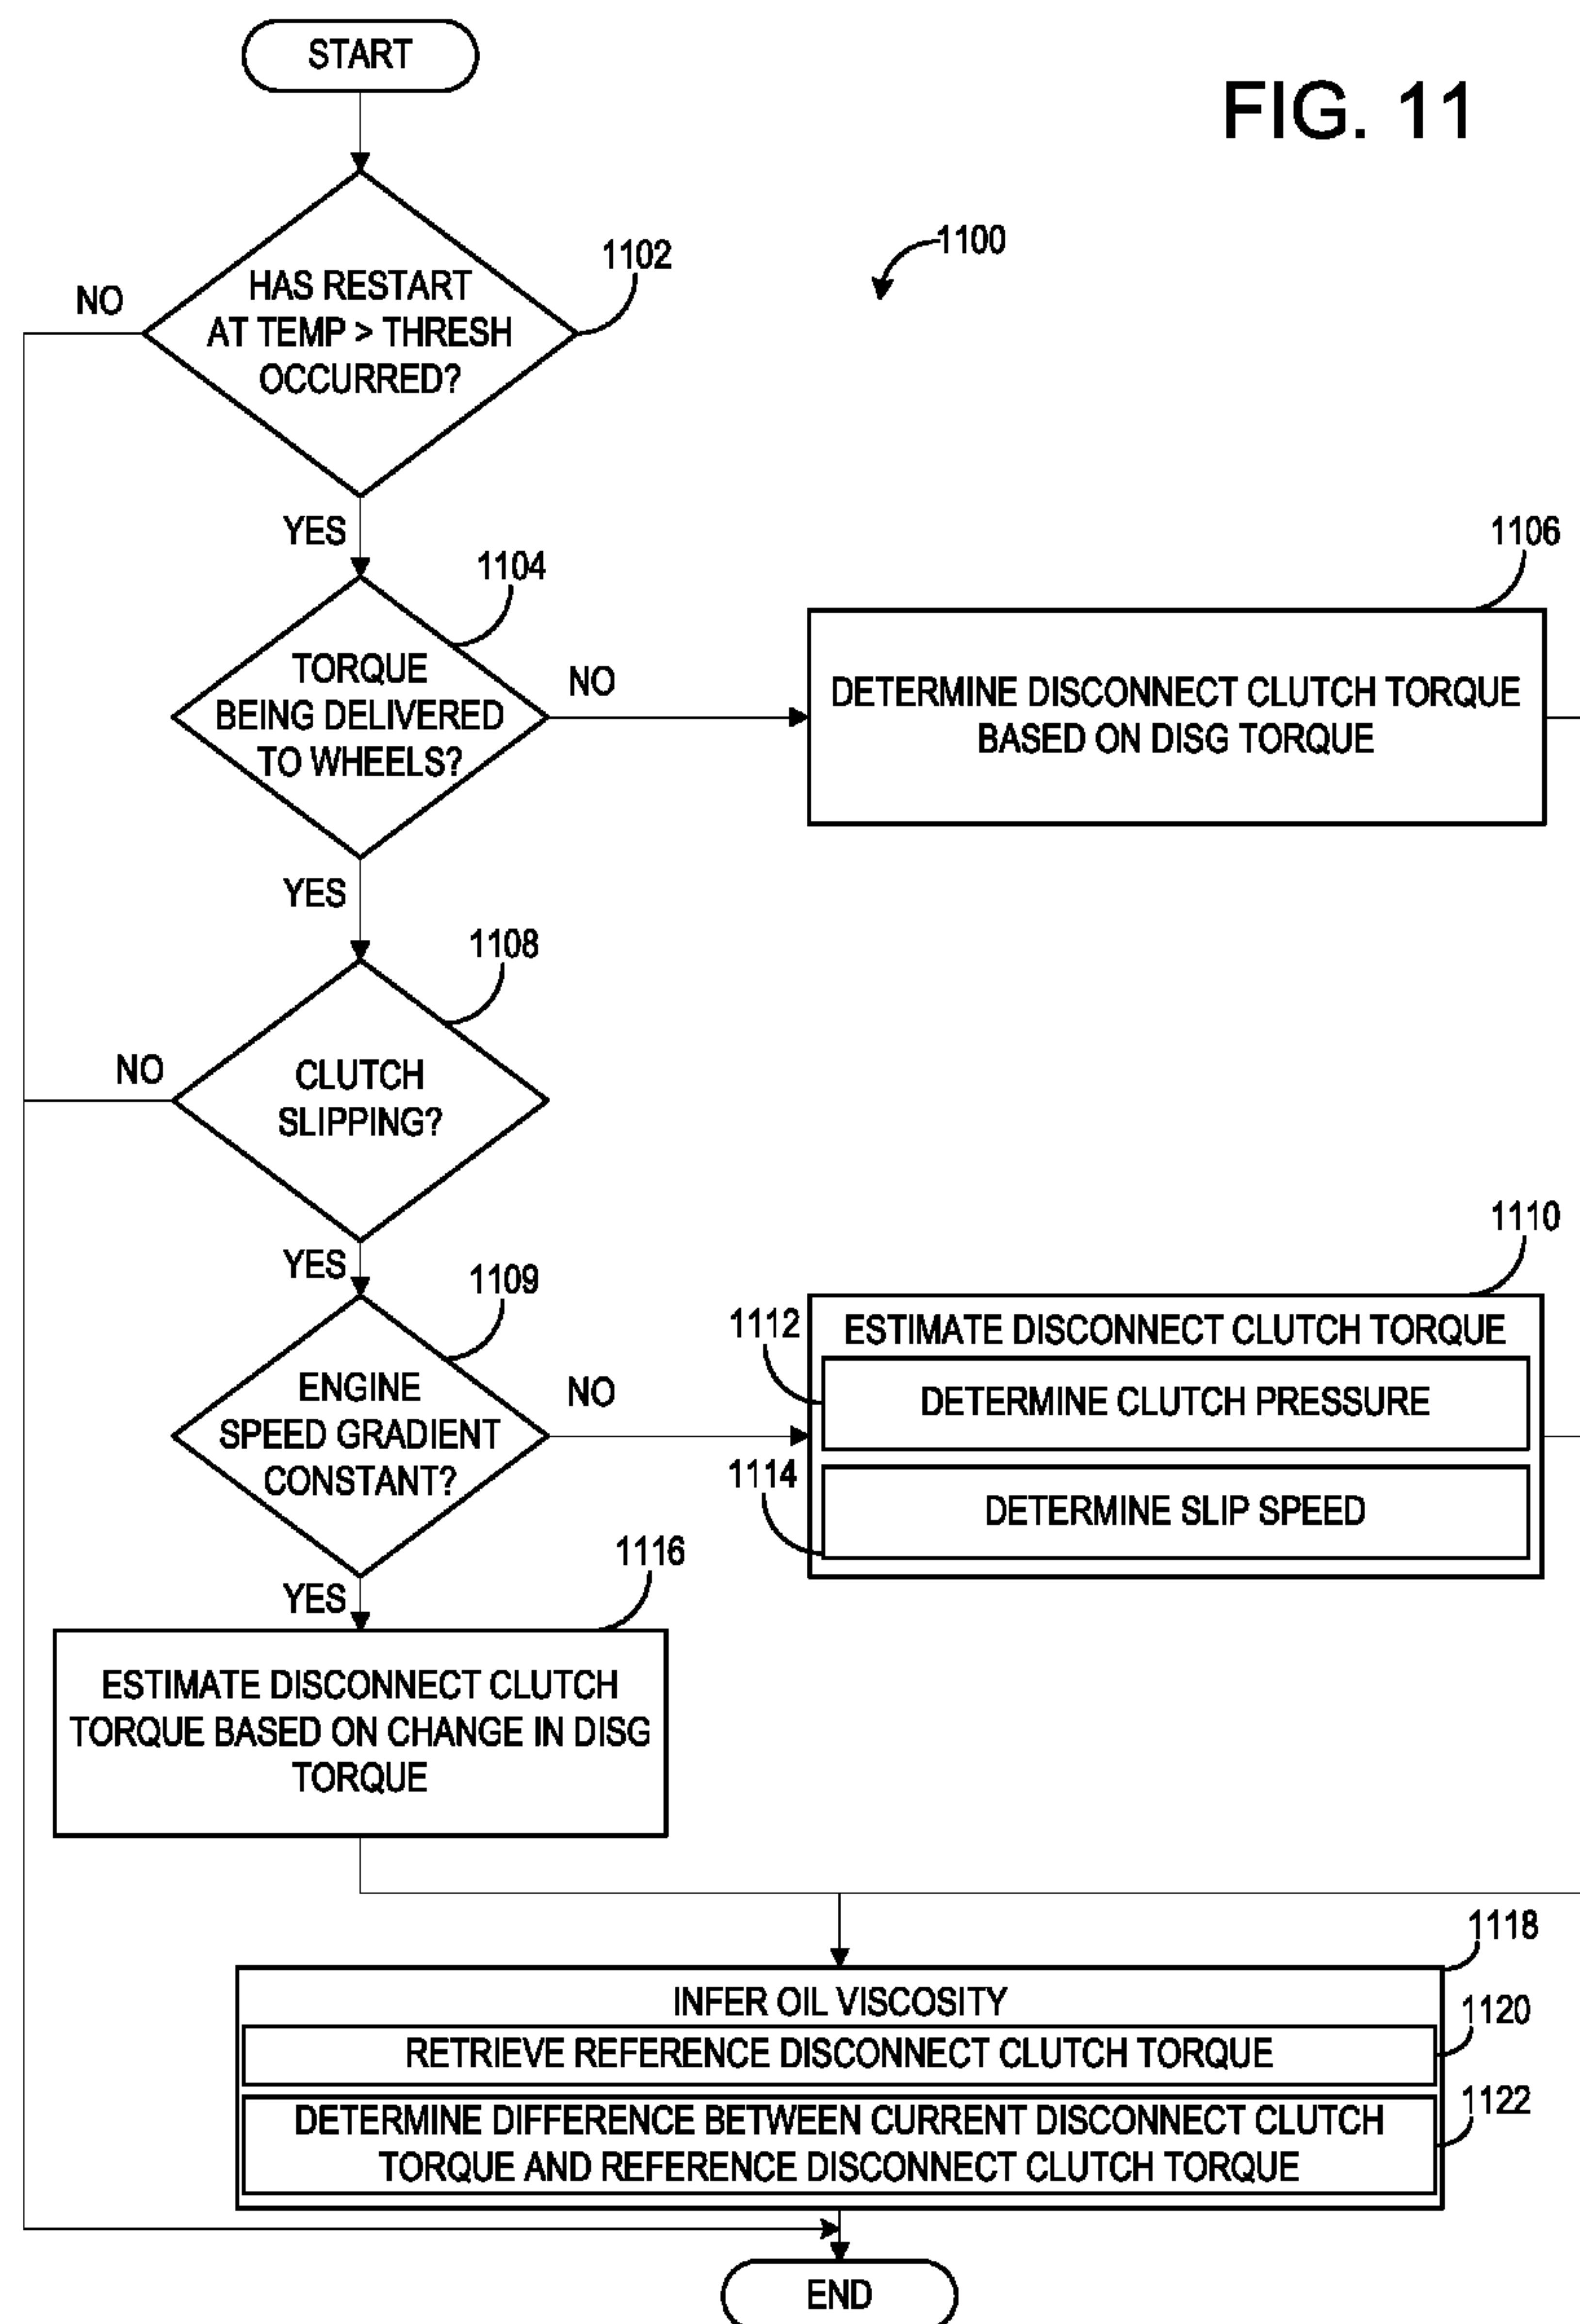 START
FIG. 11
1100
1102
HAS RESTART
AT TEMP > THRESH
OCCURRED?
NO
YES
1104
1106
TORQUE
BEING DELIVERED
TO WHEELS?
NO
DETERMINE DISCONNECT CLUTCH TORQUE
BASED ON DISG TORQUE
YES
1108
CLUTCH
SLIPPING?
NO
YES
1109
1110
ENGINE
SPEED GRADIENT
CONSTANT?
NO
1112
ESTIMATE DISCONNECT CLUTCH TORQUE
DETERMINE CLUTCH PRESSURE
1114
DETERMINE SLIP SPEED
YES
1116
ESTIMATE DISCONNECT CLUTCH
TORQUE BASED ON CHANGE IN DISG
TORQUE
1118
INFER OIL VISCOSITY
1120
RETRIEVE REFERENCE DISCONNECT CLUTCH TORQUE
1122
DETERMINE DIFFERENCE BETWEEN CURRENT DISCONNECT CLUTCH
TORQUE AND REFERENCE DISCONNECT CLUTCH TORQUE
END